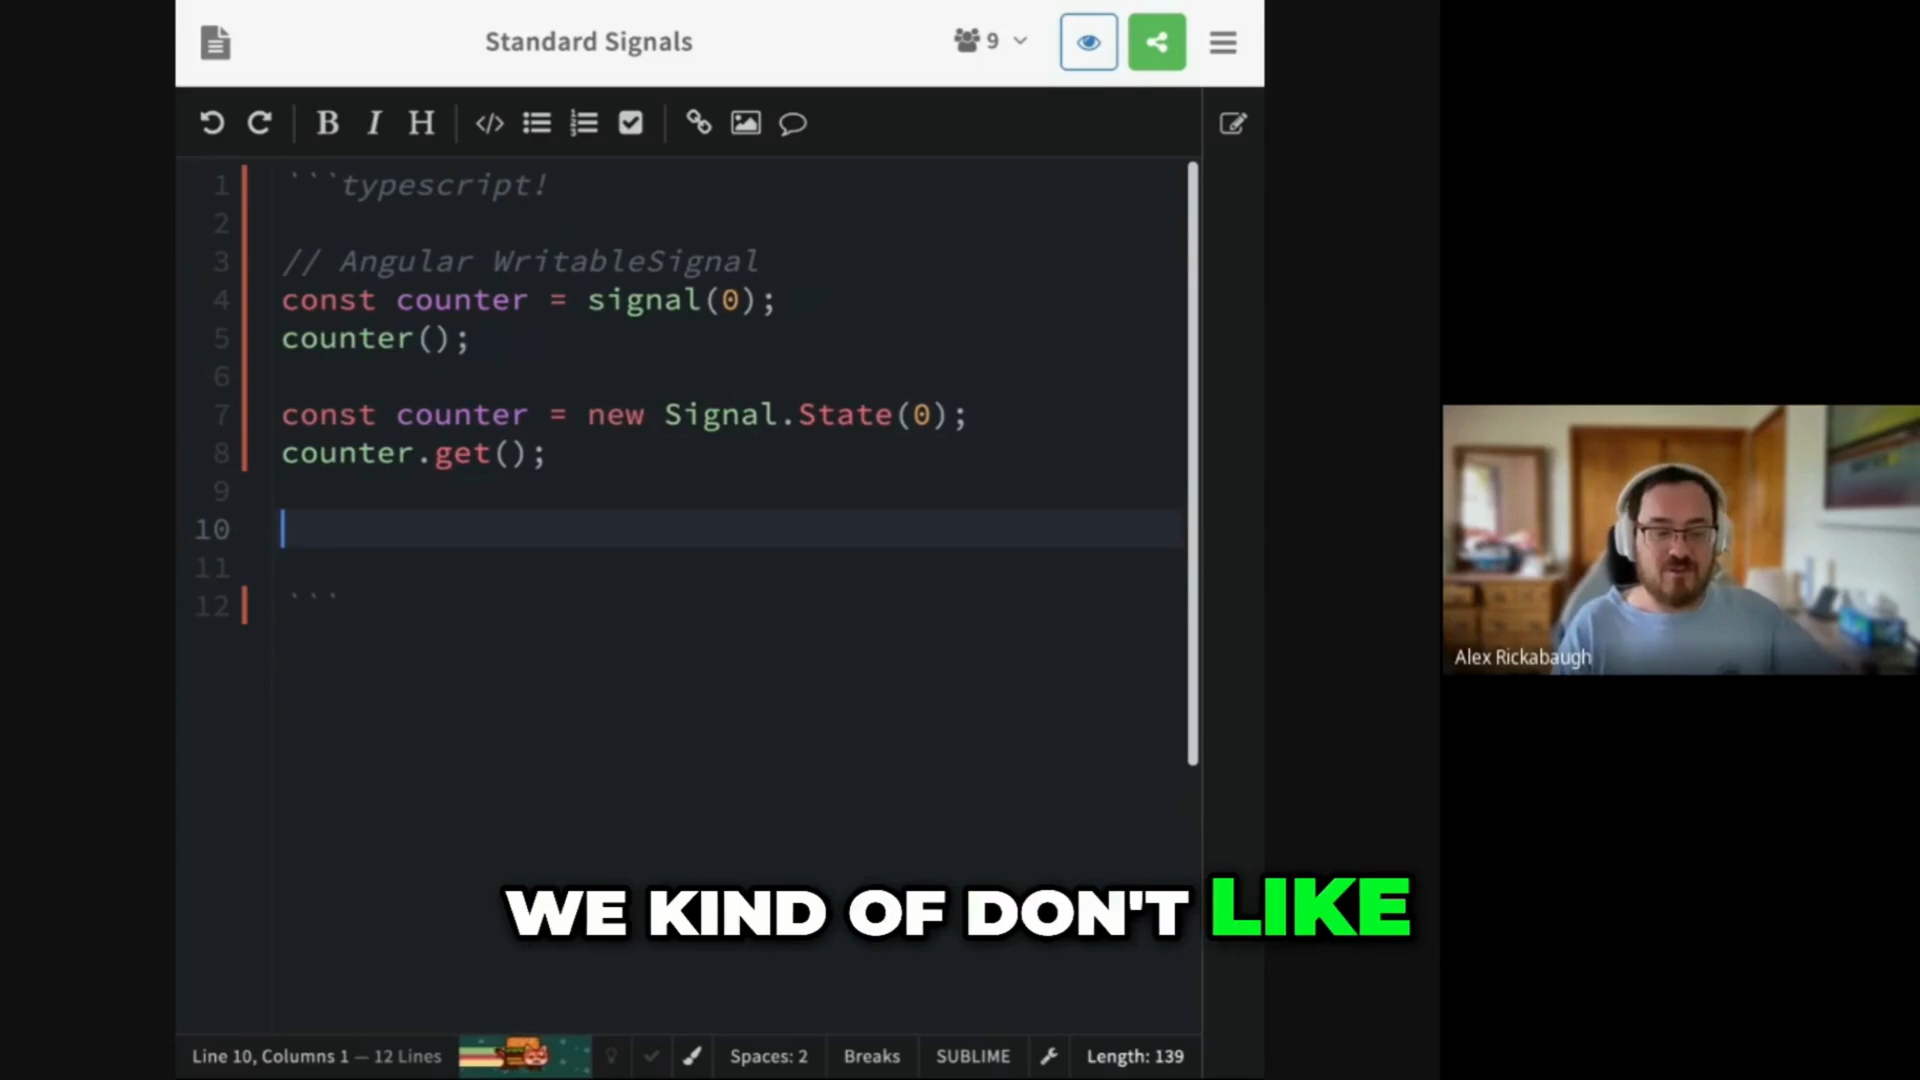 Standard Signals
9
B I H
1 ```typescript!
2
3 // Angular WritableSignal
4 const counter = signal(0);
5 counter();
6
7 const counter = new Signal.State(0);
8 counter.get();
9
10
11
12 ```
Alex Rickabaugh
WE KIND OF DON'T LIKE
Line 10, Columns 1 — 12 Lines
Spaces: 2
Breaks
SUBLIME
Length: 139